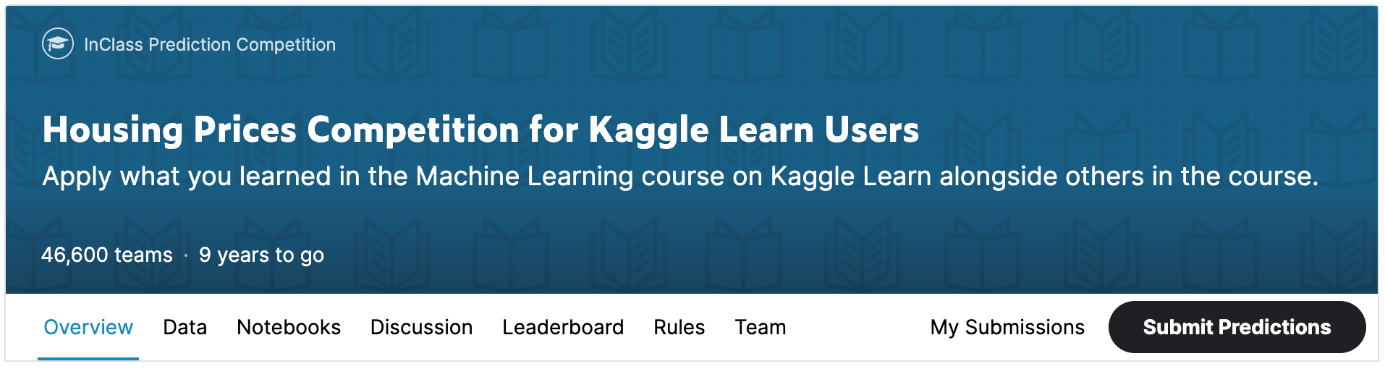 InClass Prediction Competition
Housing Prices Competition for Kaggle Learn Users
Apply what you learned in the Machine Learning course on Kaggle Learn alongside others in the course.
46,600 teams · 9 years to go
Overview Data Notebooks Discussion Leaderboard Rules Team My Submissions Submit Predictions